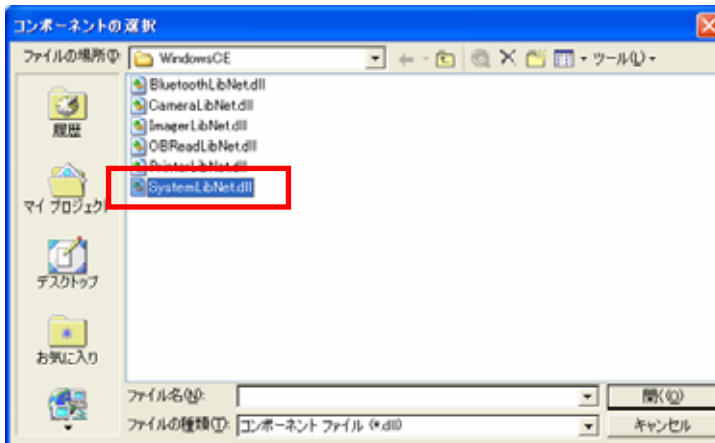 コンポーネントの選択
ファイルの場所(I): WindowsCE ツール(L)
BluetoothLibNet.dll
CameraLibNet.dll
ImagerLibNet.dll
OBReadLibNet.dll
PrinterLibNet.dll
SystemLibNet.dll
履歴
マイ プロジェクト
デスクトップ
お気に入り
ファイル名(N): 開く(O)
ファイルの種類(T): コンポーネント ファイル (*.dll) キャンセル